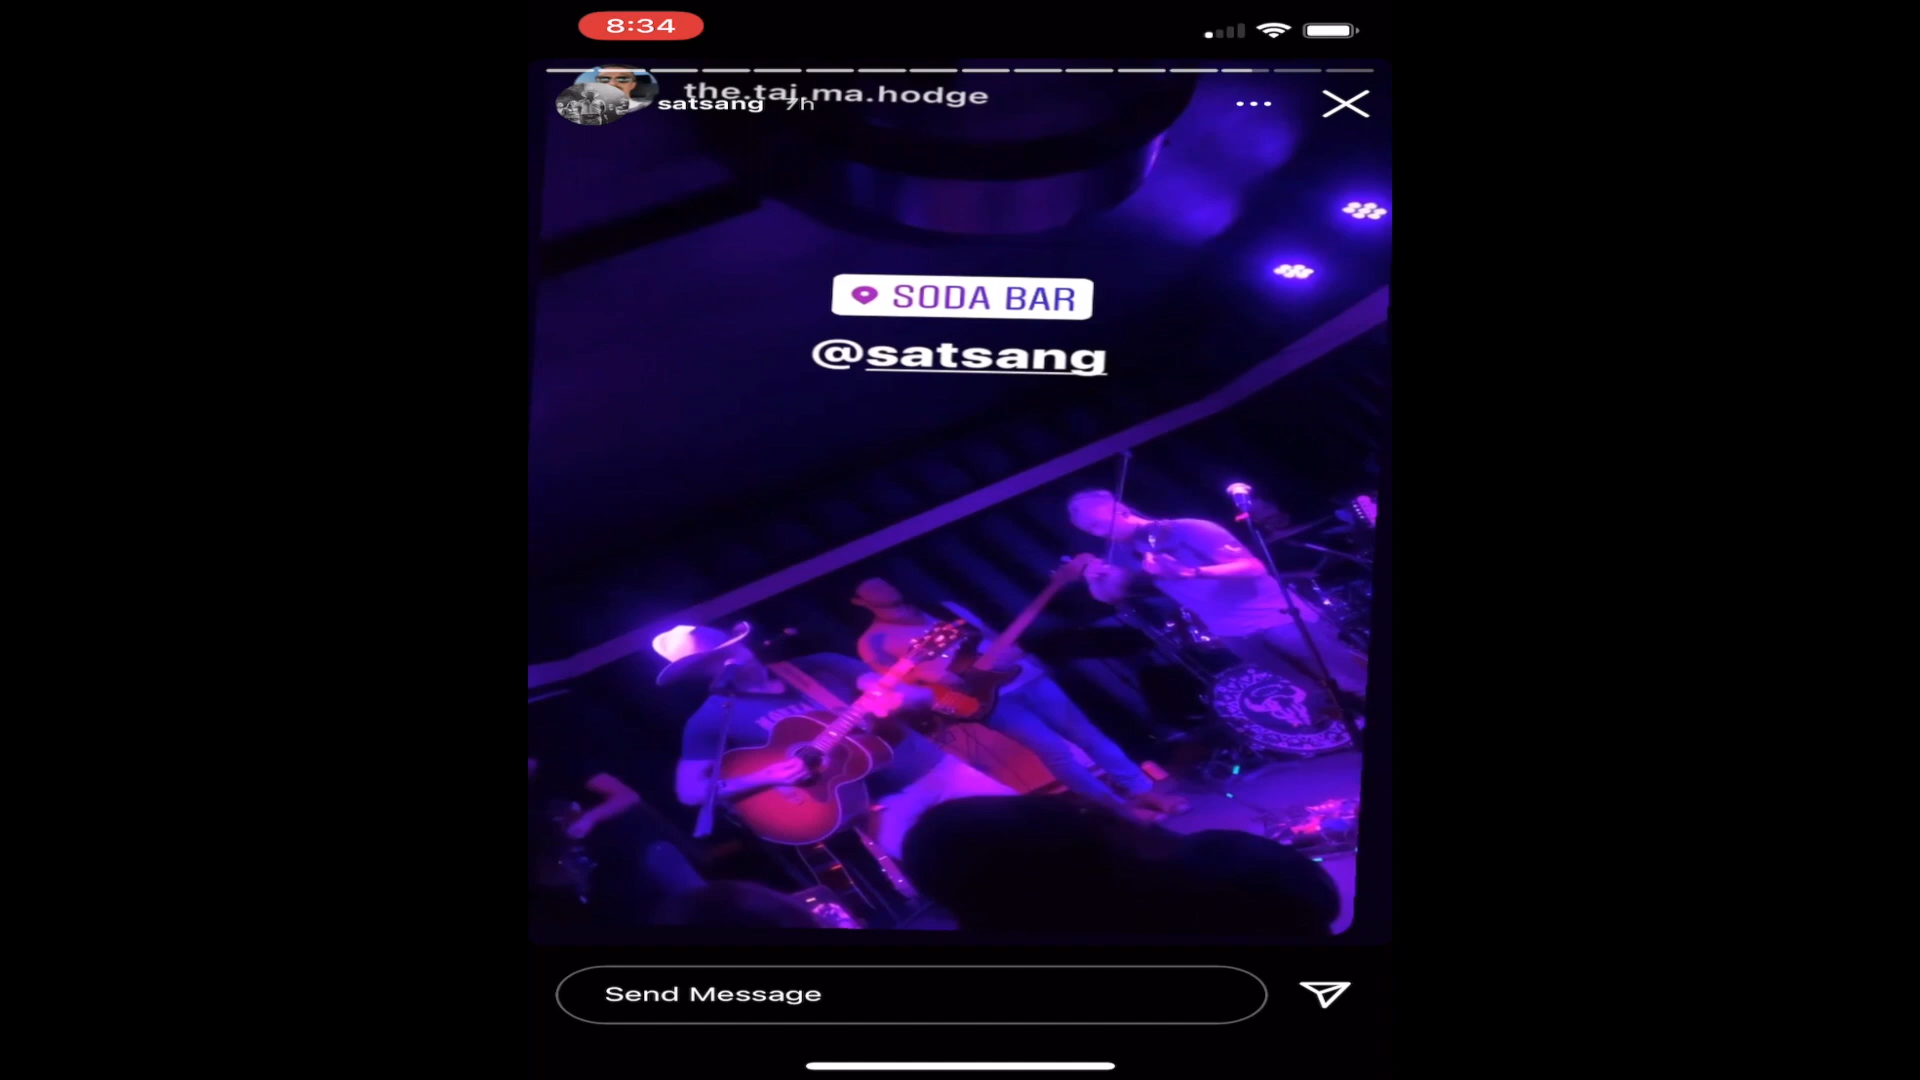 8:34
the.taj.ma.hodge
satsang 7h
SODA BAR
@satsang
Send Message